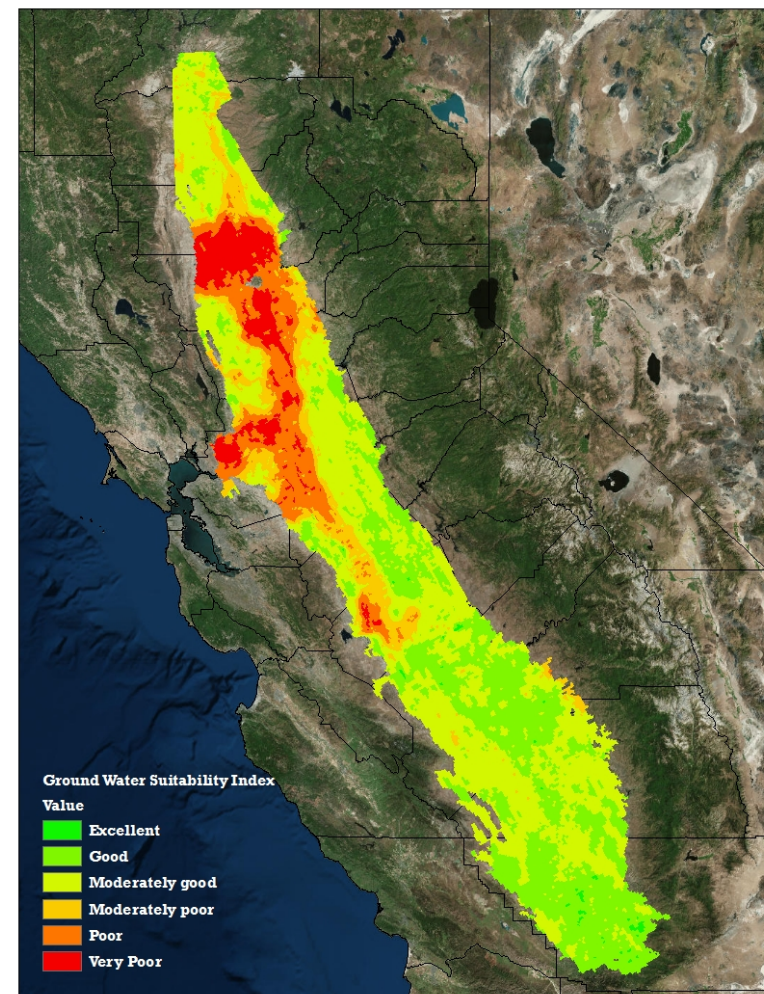 Ground Water Suitability Index
Value
Excellent
Good
Moderately good
Moderately poor
Poor
Very Poor